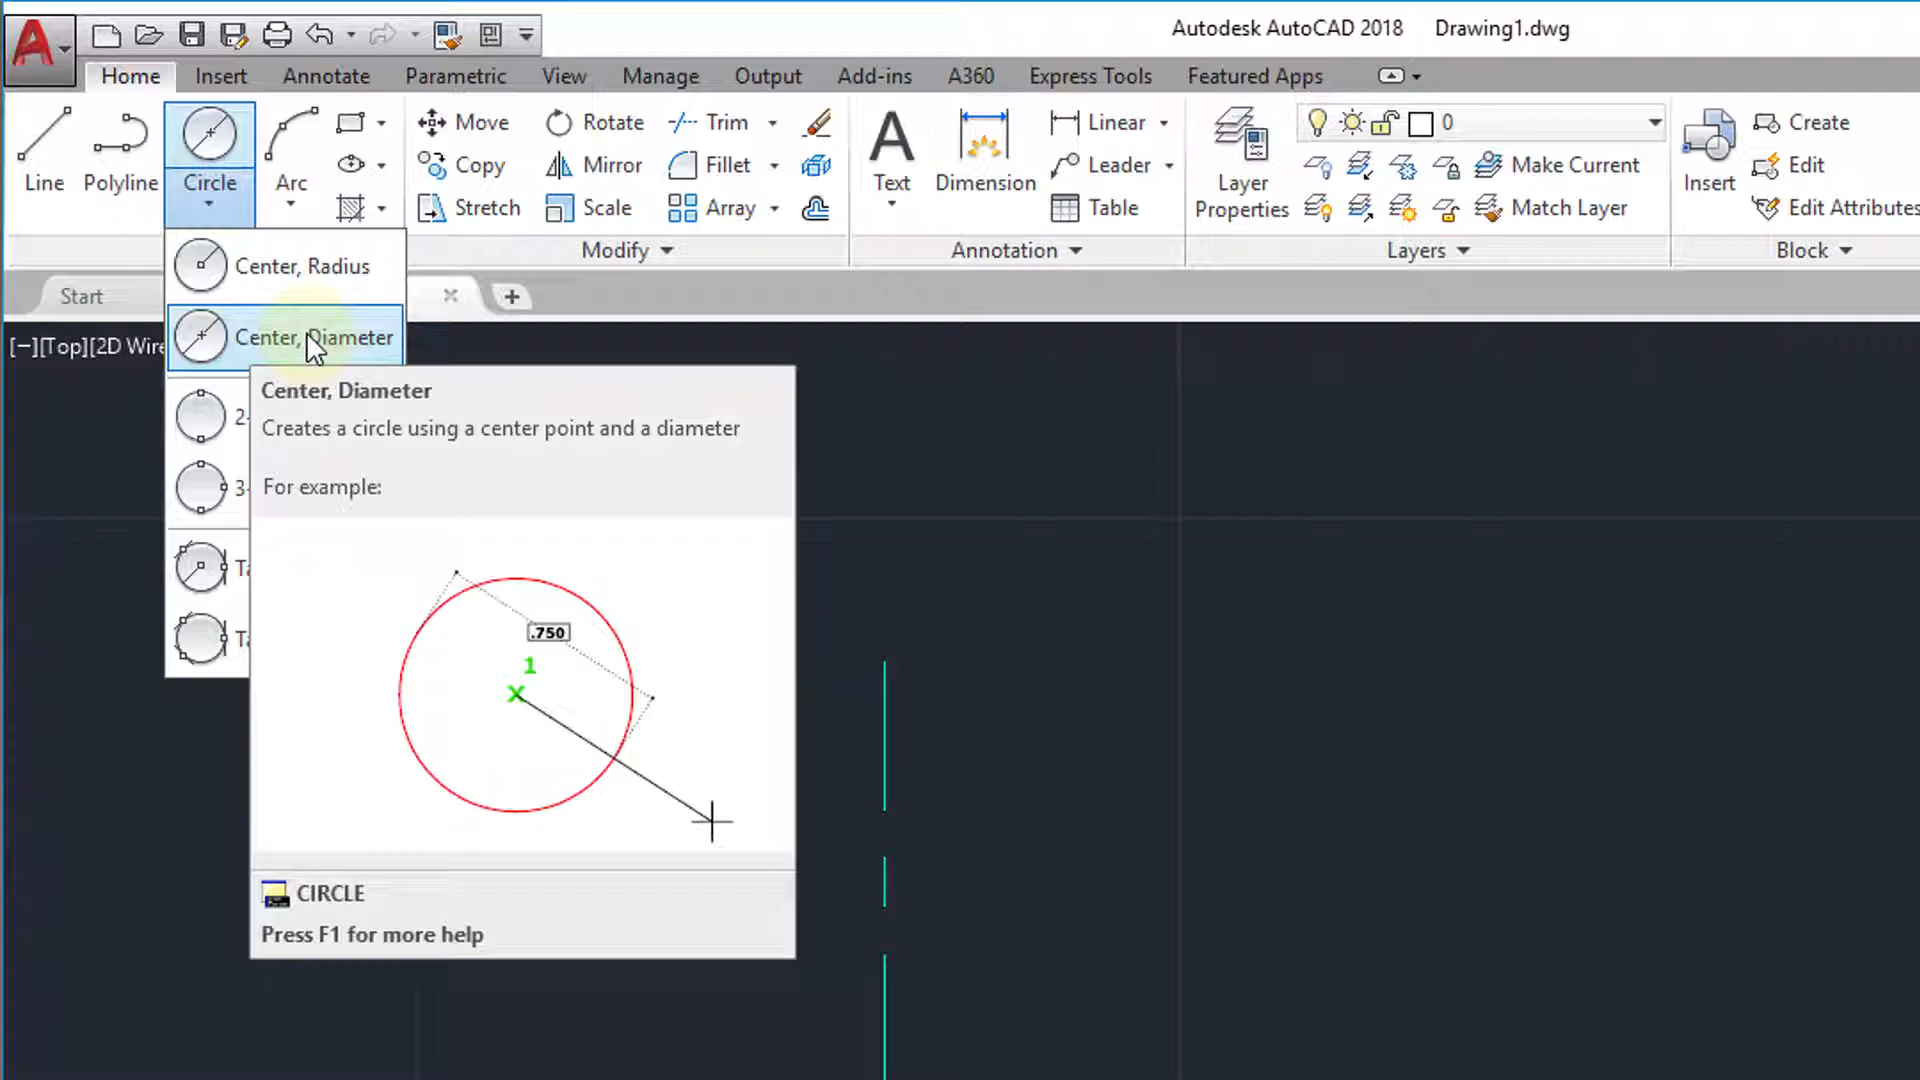 Autodesk AutoCAD 2018 Drawing1.dwg
Home Insert Annotate Parametric View Manage Output Add-ins A360 Express Tools Featured Apps
Line Polyline Circle Arc
Move Rotate Trim
Copy Mirror Fillet
Stretch Scale Array
Modify
Text Dimension
Linear
Leader
Table
Annotation
Layer Properties
0
Make Current
Match Layer
Layers
Insert
Create
Edit
Edit Attributes
Block
Start
[−][Top][2D Wire
Center, Radius
Center, Diameter
2-
3-
Ta
Ta
Center, Diameter
Creates a circle using a center point and a diameter
For example:
.750
1
CIRCLE
Press F1 for more help